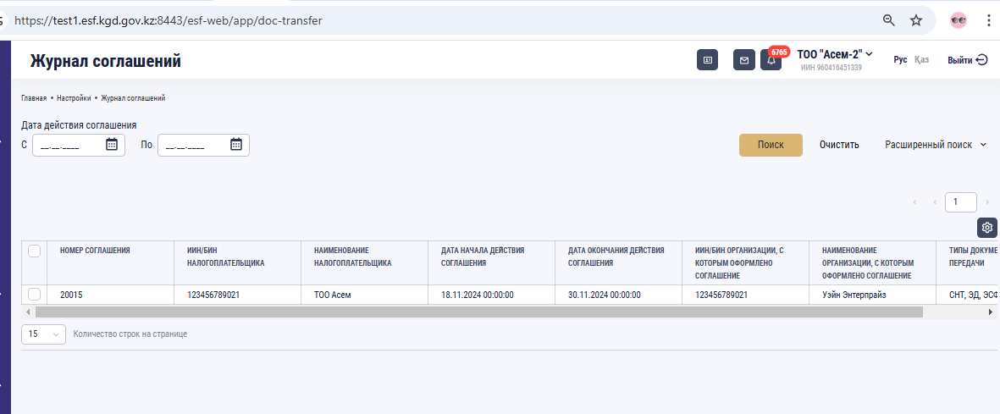 https://test1.esf.kgd.gov.kz:8443/esf-web/app/doc-transfer
Журнал соглашений
6765
ТОО "Асем-2"
ИИН 960416451339
Рус Қаз
Выйти
Главная • Настройки • Журнал соглашений
Дата действия соглашения
С __.__.____ По __.__.____
Поиск Очистить Расширенный поиск
1
НОМЕР СОГЛАШЕНИЯ
ИИН/БИН
НАЛОГОПЛАТЕЛЬЩИКА
НАИМЕНОВАНИЕ
НАЛОГОПЛАТЕЛЬЩИКА
ДАТА НАЧАЛА ДЕЙСТВИЯ
СОГЛАШЕНИЯ
ДАТА ОКОНЧАНИЯ ДЕЙСТВИЯ
СОГЛАШЕНИЯ
ИИН/БИН ОРГАНИЗАЦИИ, С
КОТОРЫМ ОФОРМЛЕНО
СОГЛАШЕНИЕ
НАИМЕНОВАНИЕ
ОРГАНИЗАЦИИ, С КОТОРЫМ
ОФОРМЛЕНО СОГЛАШЕНИЕ
ТИПЫ ДОКУМЕ
ПЕРЕДАЧИ
20015 123456789021 ТОО Асем 18.11.2024 00:00:00 30.11.2024 00:00:00 123456789021 Уэйн Энтерпрайз СНТ, ЭД, ЭСФ
15 Количество строк на странице